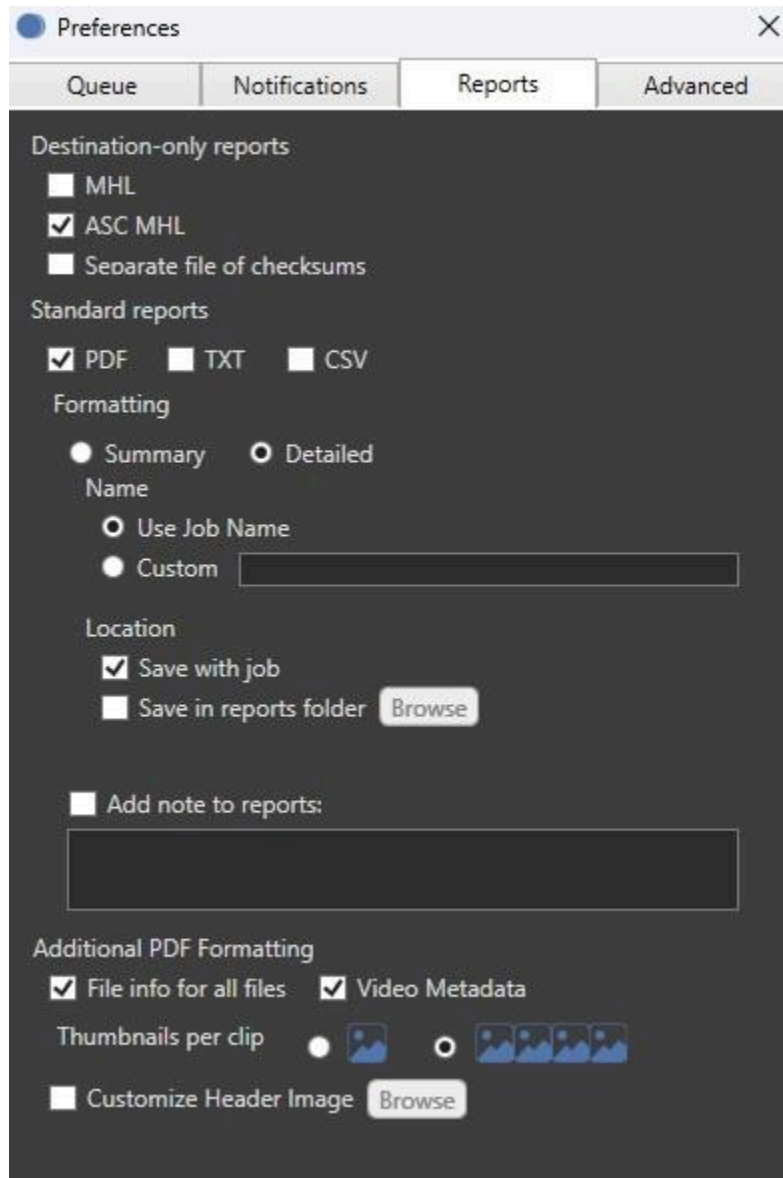 Preferences
Queue Notifications Reports Advanced
Destination-only reports
MHL
ASC MHL
Separate file of checksums
Standard reports
PDF TXT CSV
Formatting
Summary Detailed
Name
Use Job Name
Custom
Location
Save with job
Save in reports folder Browse
Add note to reports:
Additional PDF Formatting
File info for all files Video Metadata
Thumbnails per clip
Customize Header Image Browse